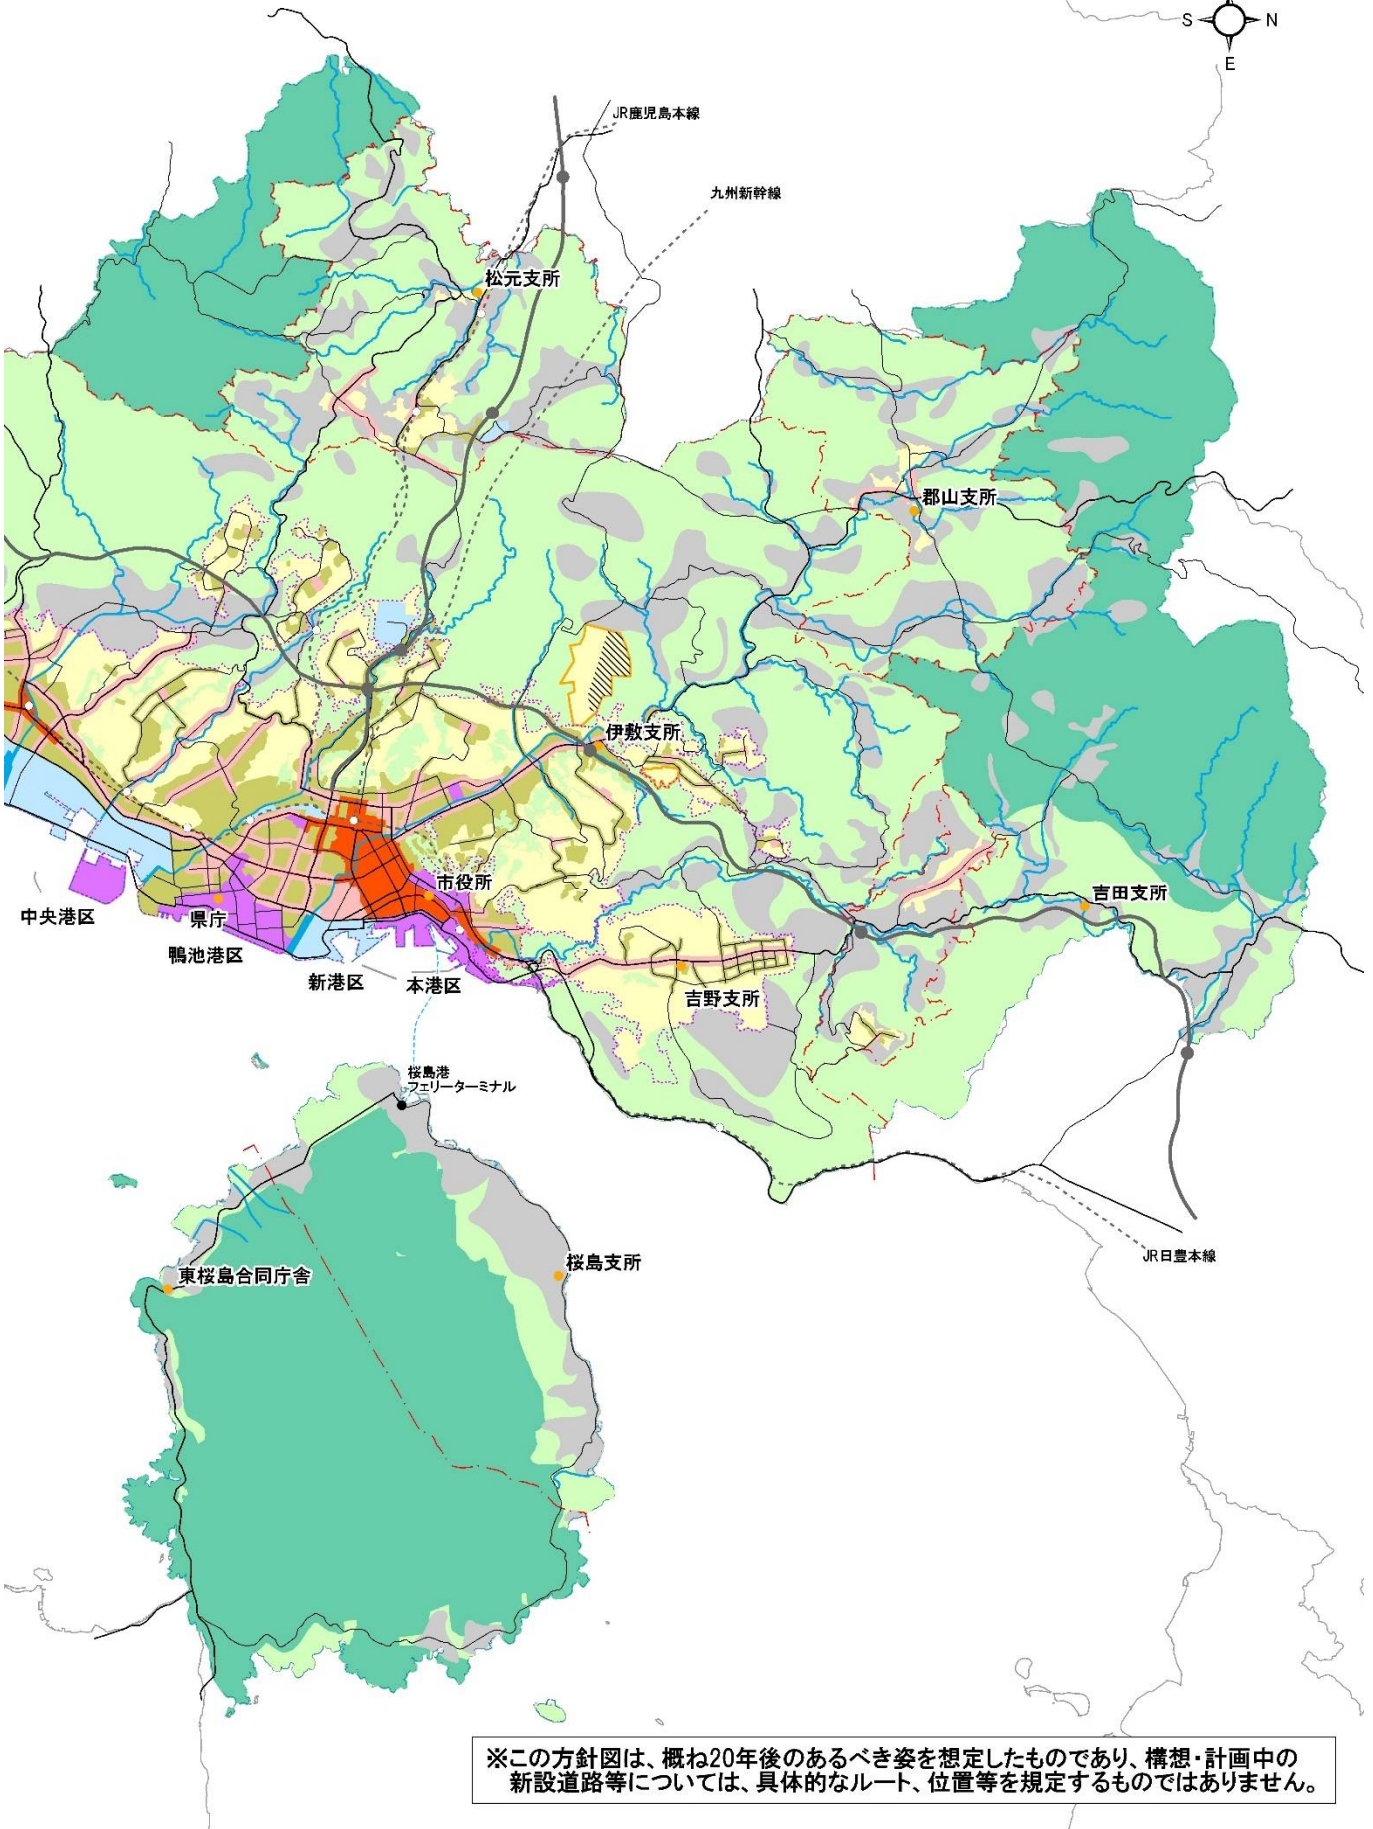 S
N
E
JR鹿児島本線
九州新幹線
松元支所
郡山支所
伊敷支所
市役所
吉田支所
中央港区
県庁
鴨池港区
新港区
本港区
吉野支所
桜島港
フェリーターミナル
桜島支所
JR日豊本線
東桜島合同庁舎
※この方針図は、概ね20年後のあるべき姿を想定したものであり、構想・計画中の
新設道路等については、具体的なルート、位置等を規定するものではありません。